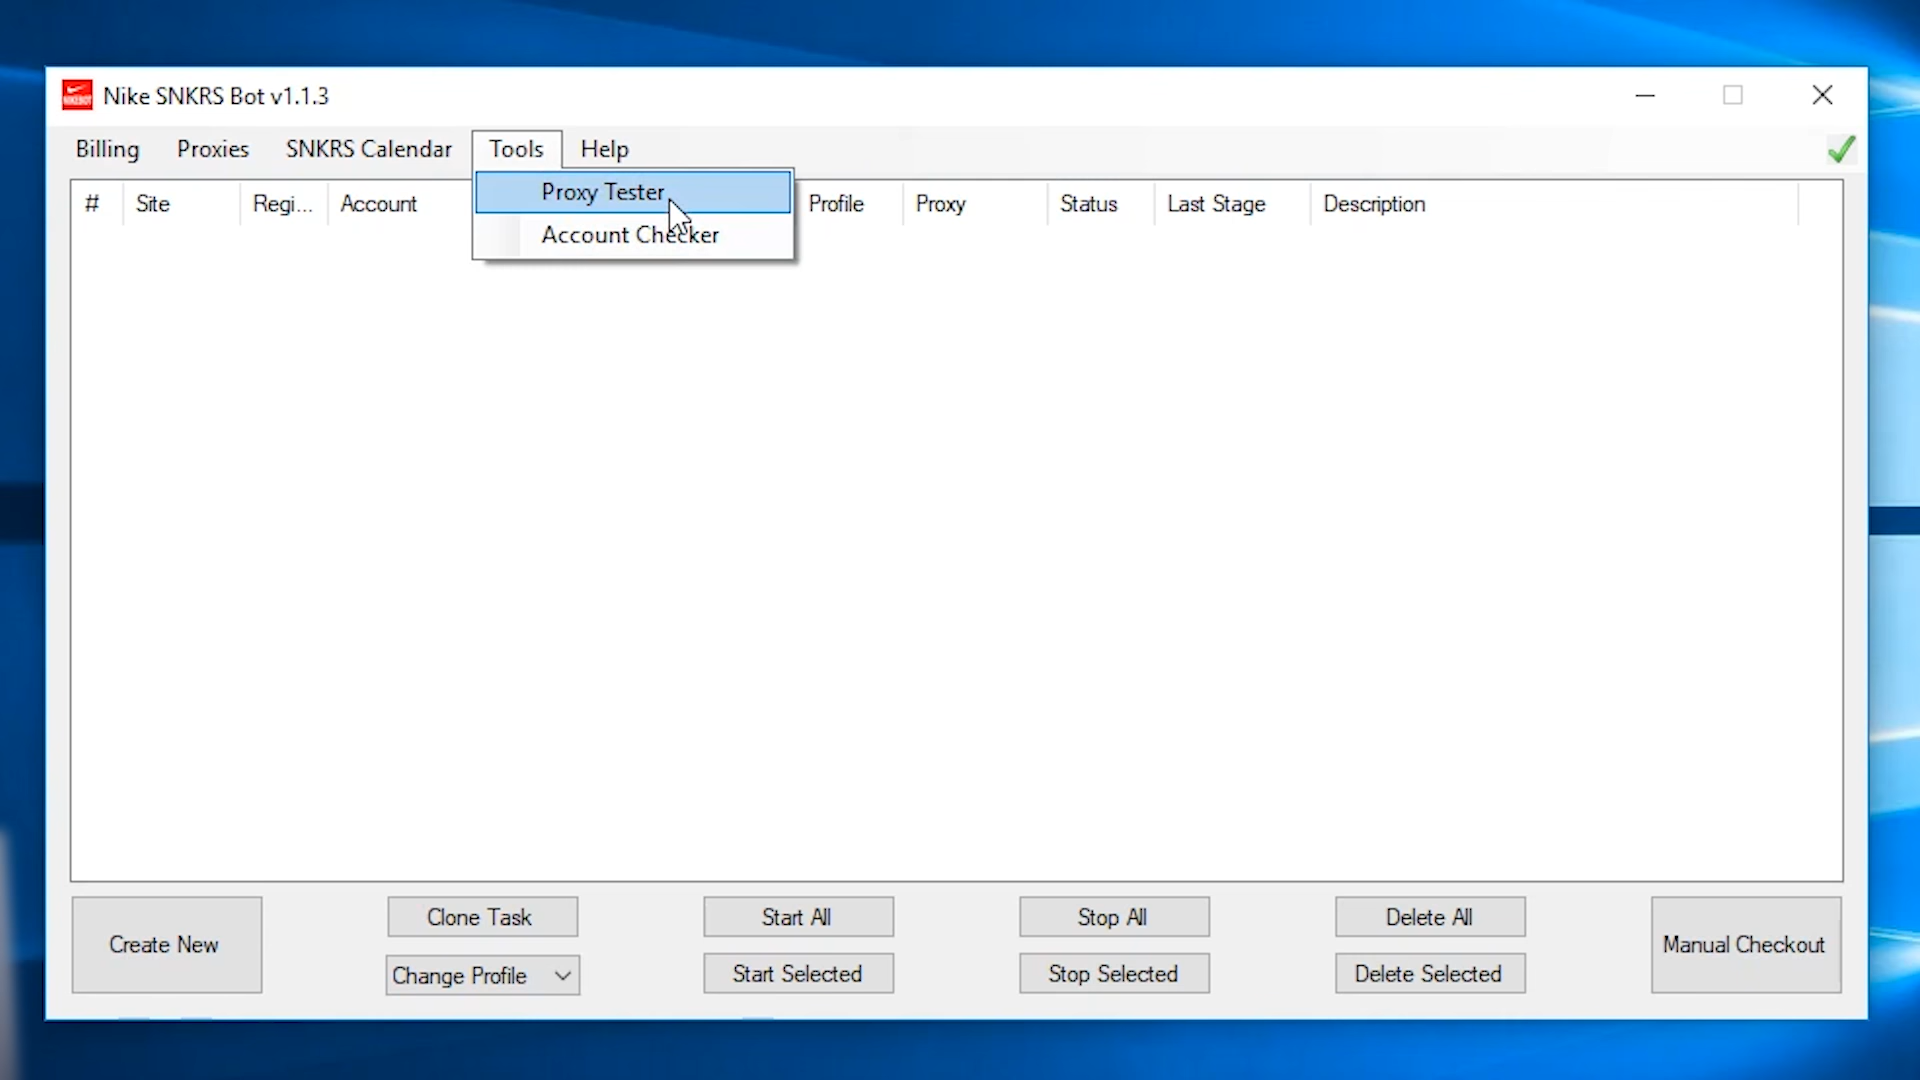 Nike SNKRS Bot v1.1.3
Billing Proxies SNKRS Calendar Tools Help
Proxy Tester
Account Checker
# Site Regi... Account Profile Proxy Status Last Stage Description
Create New
Clone Task
Change Profile
Start All
Start Selected
Stop All
Stop Selected
Delete All
Delete Selected
Manual Checkout